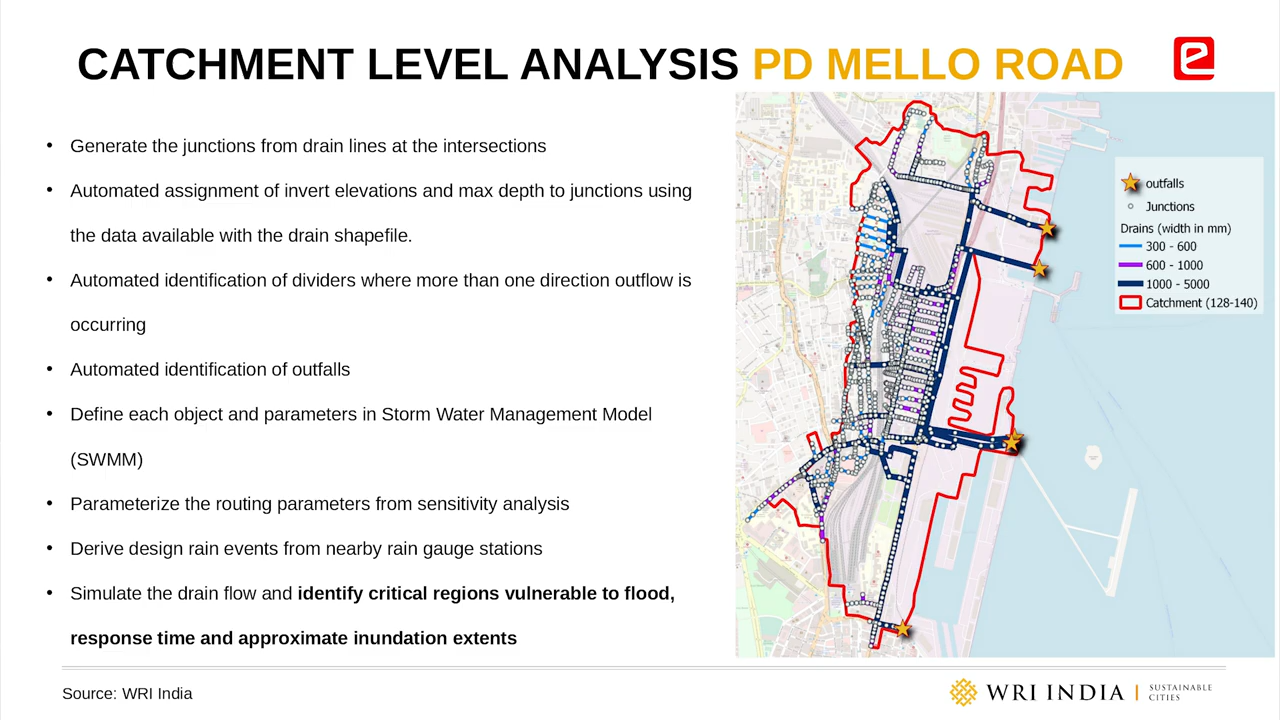 CATCHMENT LEVEL ANALYSIS PD MELLO ROAD
• Generate the junctions from drain lines at the intersections
• Automated assignment of invert elevations and max depth to junctions using
the data available with the drain shapefile.
• Automated identification of dividers where more than one direction outflow is
occurring
• Automated identification of outfalls
• Define each object and parameters in Storm Water Management Model
(SWMM)
• Parameterize the routing parameters from sensitivity analysis
• Derive design rain events from nearby rain gauge stations
• Simulate the drain flow and identify critical regions vulnerable to flood,
response time and approximate inundation extents
outfalls
Junctions
Drains (width in mm)
300 - 600
600 - 1000
1000 - 5000
Catchment (128-140)
Source: WRI India
WRI INDIA | SUSTAINABLE
CITIES